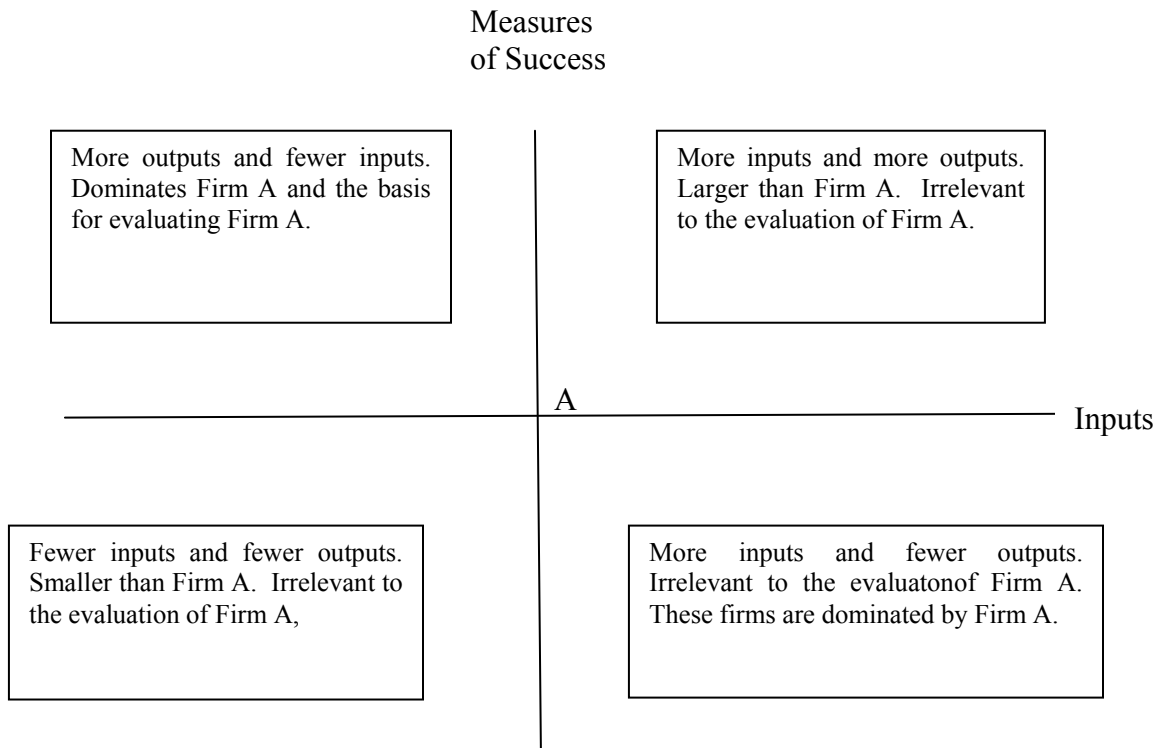 Measures
of Success
More outputs and fewer inputs.
Dominates Firm A and the basis
for evaluating Firm A.
More inputs and more outputs.
Larger than Firm A. Irrelevant
to the evaluation of Firm A.
A
Inputs
Fewer inputs and fewer outputs.
Smaller than Firm A. Irrelevant to
the evaluation of Firm A,
More inputs and fewer outputs.
Irrelevant to the evaluatonof Firm A.
These firms are dominated by Firm A.